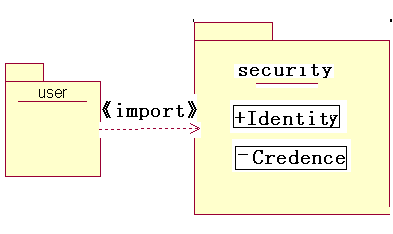 user
《import》
security
+Identity
-Credence